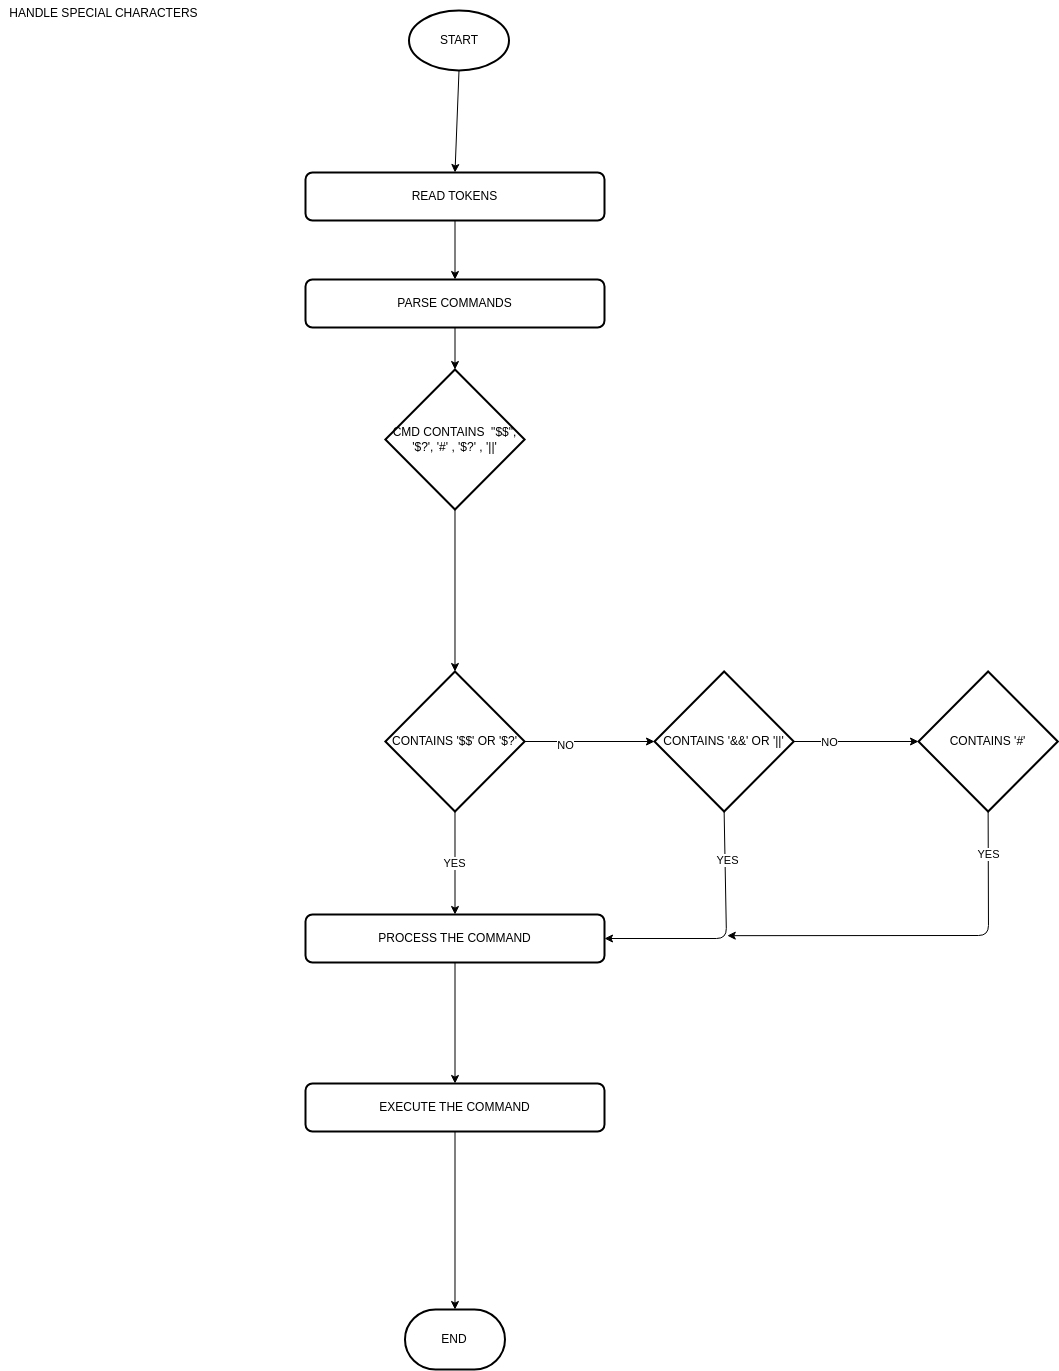 HANDLE SPECIAL CHARACTERS
START
READ TOKENS
PARSE COMMANDS
CMD CONTAINS  "$$",
'$?', '#' , '$?' , '||'
CONTAINS '$$' OR '$?'
NO
CONTAINS '&&' OR '||'
NO
CONTAINS '#'
YES
YES
YES
PROCESS THE COMMAND
EXECUTE THE COMMAND
END